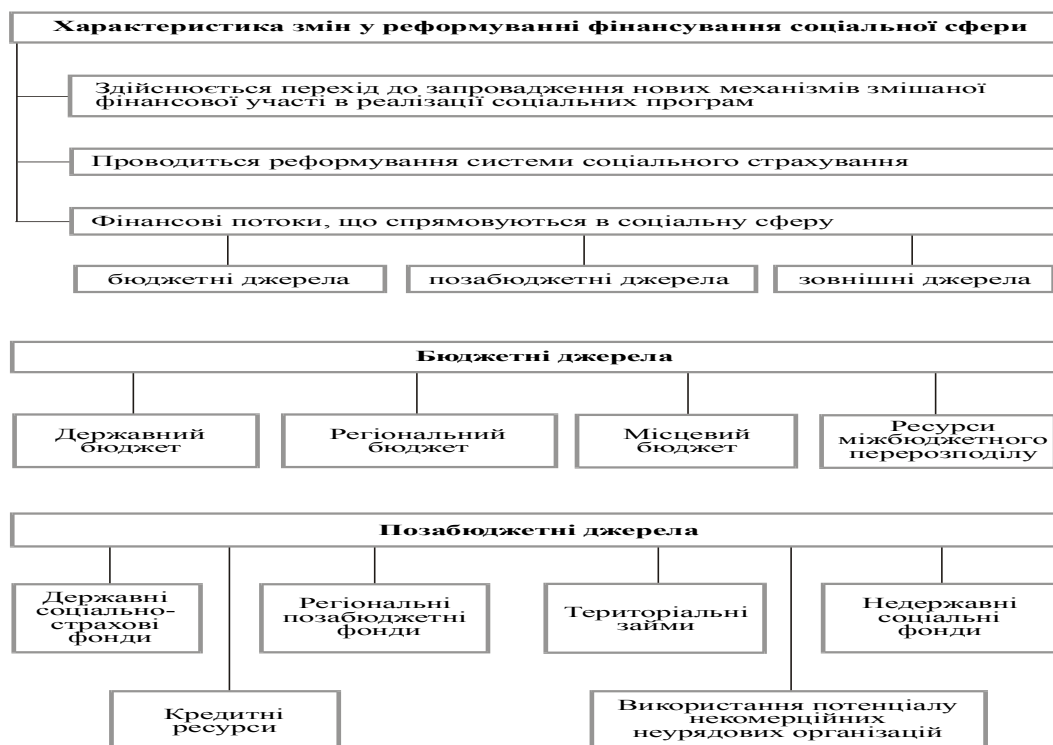 Характеристика змін у реформуванні фінансування соціальної сфери
Здійснюється перехід до запровадження нових механізмів змішаної
фінансової участі в реалізації соціальних програм
Проводиться реформування системи соціального страхування
Фінансові потоки, що спрямовуються в соціальну сферу
бюджетні джерела
позабюджетні джерела
зовнішні джерела
Бюджетні джерела
Державний
бюджет
Регіональний
бюджет
Місцевий
бюджет
Ресурси
міжбюджетного
перерозподілу
Позабюджетні джерела
Державні
соціально-
страхові
фонди
Регіональні
позабюджетні
фонди
Територіальні
займи
Недержавні
соціальні
фонди
Кредитні
ресурси
Використання потенціалу
некомерційних
неурядових організацій